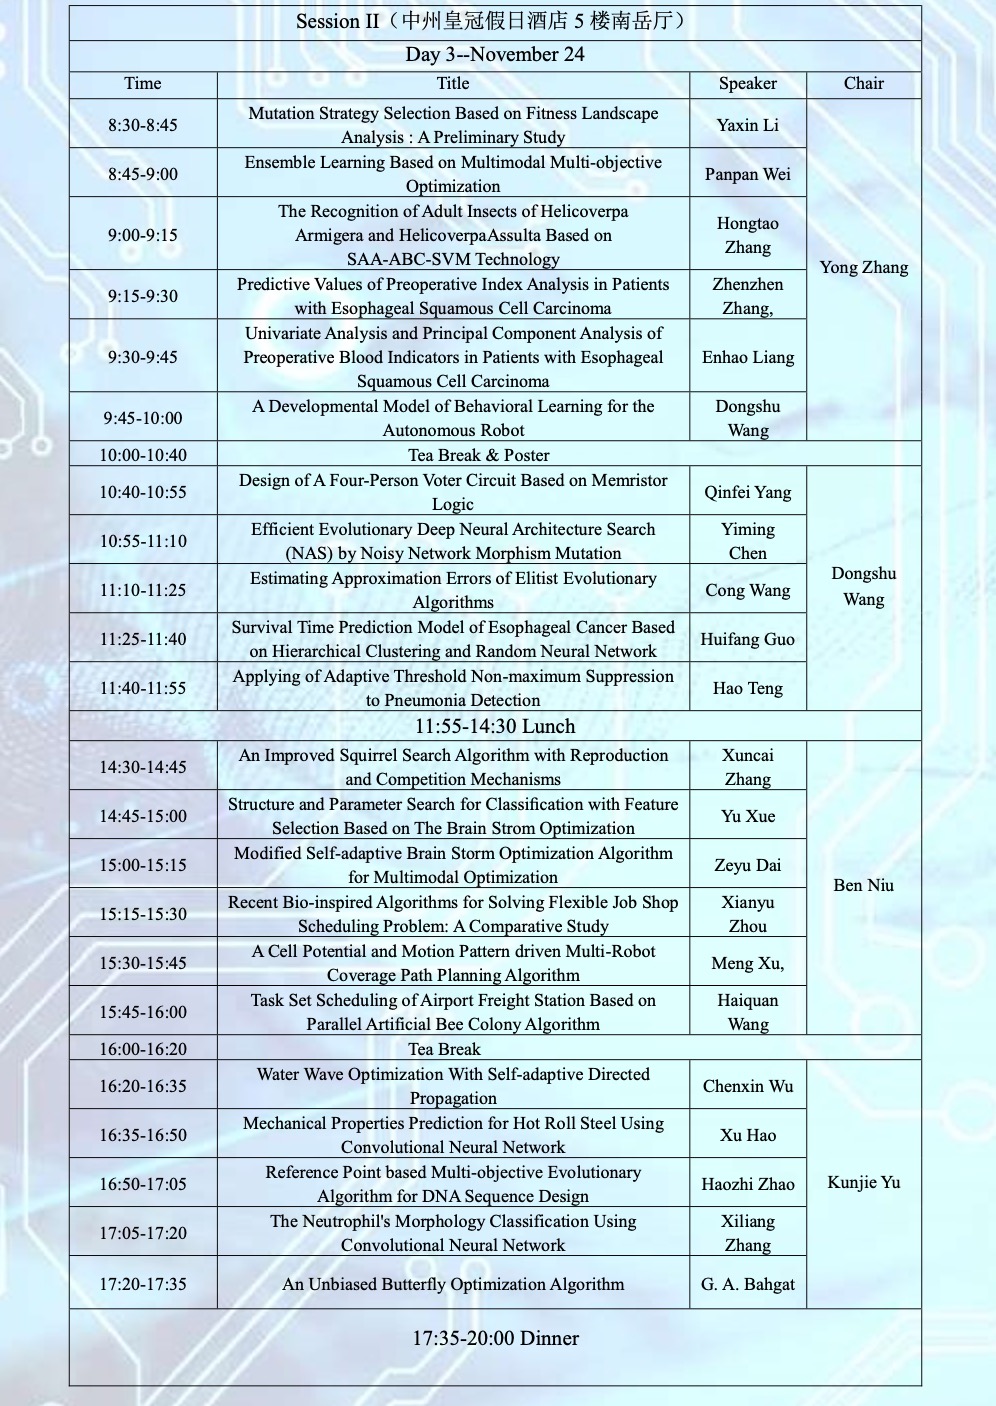 Session II（中州皇冠假日酒店 5 楼南岳厅）
Day 3--November 24
Time Title Speaker Chair
8:30-8:45
Mutation Strategy Selection Based on Fitness Landscape
Analysis : A Preliminary Study
Yaxin Li
8:45-9:00
Ensemble Learning Based on Multimodal Multi-objective
Optimization
Panpan Wei
9:00-9:15
The Recognition of Adult Insects of Helicoverpa
Armigera and HelicoverpaAssulta Based on
SAA-ABC-SVM Technology
Hongtao
Zhang
9:15-9:30
Predictive Values of Preoperative Index Analysis in Patients
with Esophageal Squamous Cell Carcinoma
Zhenzhen
Zhang,
9:30-9:45
Univariate Analysis and Principal Component Analysis of
Preoperative Blood Indicators in Patients with Esophageal
Squamous Cell Carcinoma
Enhao Liang
9:45-10:00
A Developmental Model of Behavioral Learning for the
Autonomous Robot
Dongshu
Wang
Yong Zhang
10:00-10:40 Tea Break & Poster
10:40-10:55
Design of A Four-Person Voter Circuit Based on Memristor
Logic
Qinfei Yang
10:55-11:10
Efficient Evolutionary Deep Neural Architecture Search
(NAS) by Noisy Network Morphism Mutation
Yiming
Chen
11:10-11:25
Estimating Approximation Errors of Elitist Evolutionary
Algorithms
Cong Wang
11:25-11:40
Survival Time Prediction Model of Esophageal Cancer Based
on Hierarchical Clustering and Random Neural Network
Huifang Guo
11:40-11:55
Applying of Adaptive Threshold Non-maximum Suppression
to Pneumonia Detection
Hao Teng
Dongshu
Wang
11:55-14:30 Lunch
14:30-14:45
An Improved Squirrel Search Algorithm with Reproduction
and Competition Mechanisms
Xuncai
Zhang
14:45-15:00
Structure and Parameter Search for Classification with Feature
Selection Based on The Brain Strom Optimization
Yu Xue
15:00-15:15
Modified Self-adaptive Brain Storm Optimization Algorithm
for Multimodal Optimization
Zeyu Dai
15:15-15:30
Recent Bio-inspired Algorithms for Solving Flexible Job Shop
Scheduling Problem: A Comparative Study
Xianyu
Zhou
15:30-15:45
A Cell Potential and Motion Pattern driven Multi-Robot
Coverage Path Planning Algorithm
Meng Xu,
15:45-16:00
Task Set Scheduling of Airport Freight Station Based on
Parallel Artificial Bee Colony Algorithm
Haiquan
Wang
Ben Niu
16:00-16:20 Tea Break
16:20-16:35
Water Wave Optimization With Self-adaptive Directed
Propagation
Chenxin Wu
16:35-16:50
Mechanical Properties Prediction for Hot Roll Steel Using
Convolutional Neural Network
Xu Hao
16:50-17:05
Reference Point based Multi-objective Evolutionary
Algorithm for DNA Sequence Design
Haozhi Zhao
17:05-17:20
The Neutrophil's Morphology Classification Using
Convolutional Neural Network
Xiliang
Zhang
17:20-17:35
An Unbiased Butterfly Optimization Algorithm
G. A. Bahgat
Kunjie Yu
17:35-20:00 Dinner